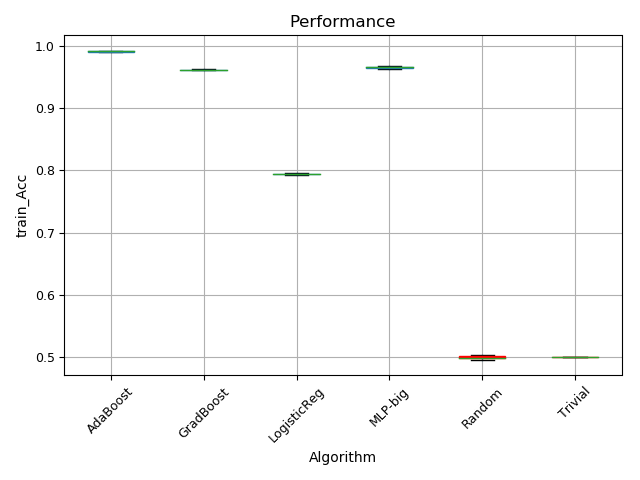 Performance
1.0
0.9
0.8
0.7
0.6
0.5
train_Acc
AdaBoost
GradBoost
LogisticReg
MLP-big
Random
Trivial
Algorithm